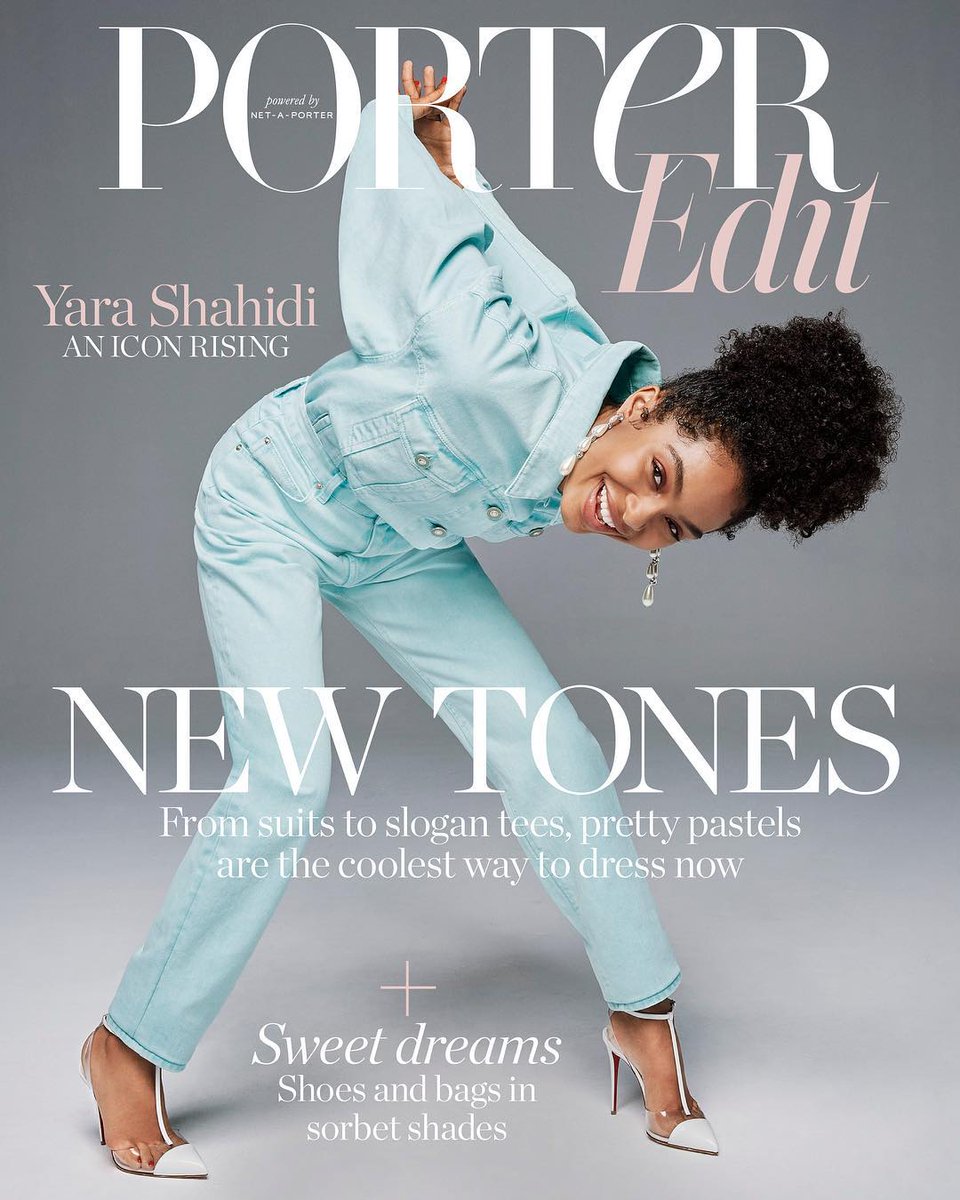 PORTER
powered by
NET-A-PORTER
Edit
Yara Shahidi
AN ICON RISING
NEW TONES
From suits to slogan tees, pretty pastels
are the coolest way to dress now
+
Sweet dreams
Shoes and bags in
sorbet shades